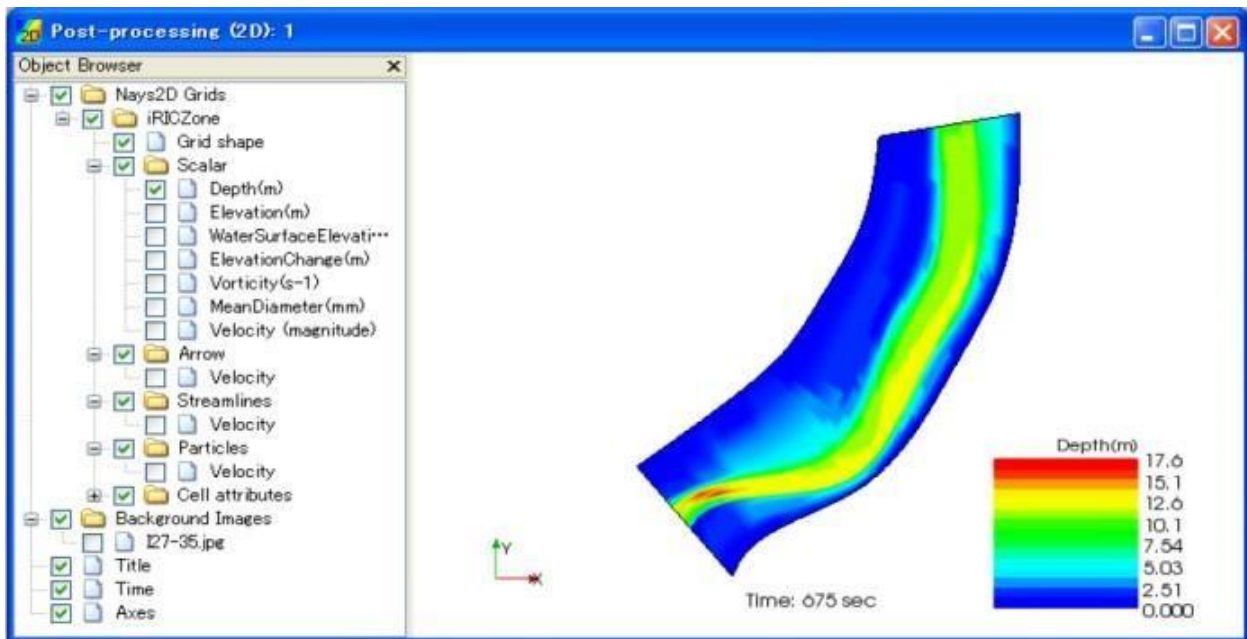 Post-processing (2D): 1
Object Browser
Nays2D Grids
iRICZone
Grid shape
Scalar
Depth(m)
Elevation(m)
WaterSurfaceElevati···
ElevationChange(m)
Vorticity(s-1)
MeanDiameter(mm)
Velocity (magnitude)
Arrow
Velocity
Streamlines
Velocity
Particles
Velocity
Cell attributes
Background Images
127-35.jpg
Title
Time
Axes
Y
X
Time: 675 sec
Depth(m)
17.6
15.1
12.6
10.1
7.54
5.03
2.51
0.000